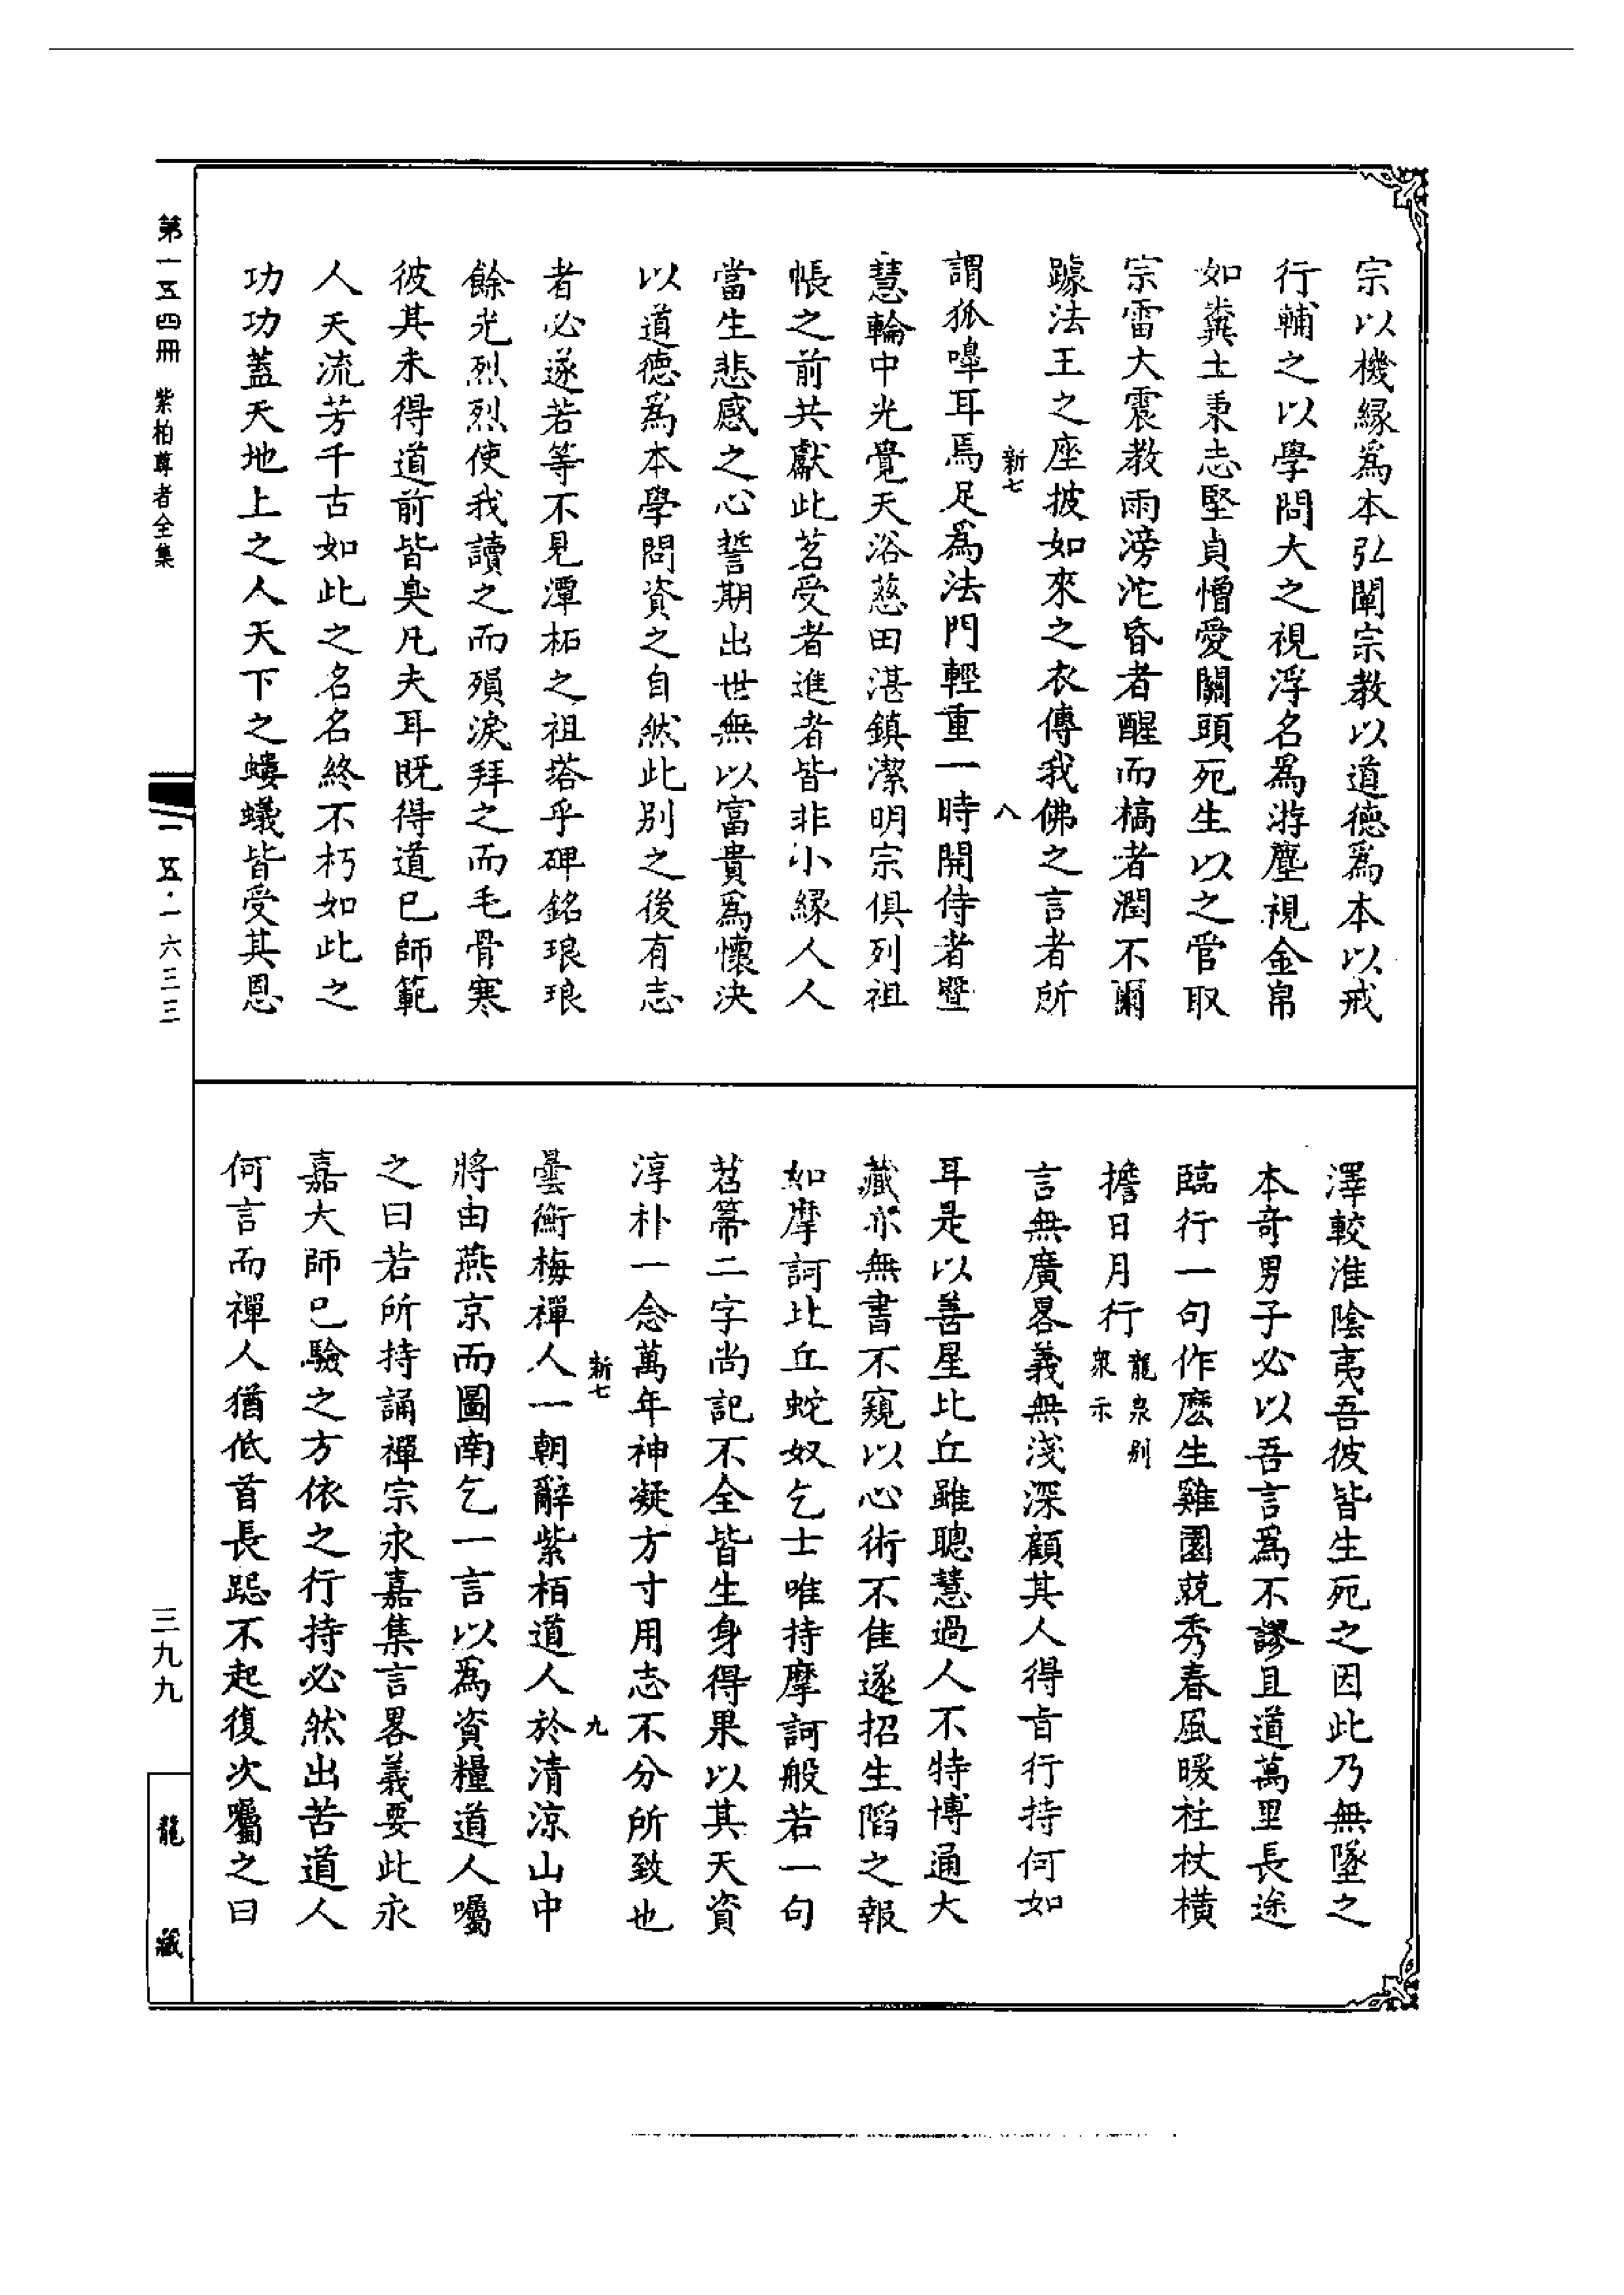 宗以機緣爲本弘闡宗教以道德爲本以戒
行輔之以學問大之視浮名爲游塵視金帛
如糞土秉志堅貞憎愛關頭死生以之管取
宗雷大震教雨滂沱昏者醒而槁者潤不爾
踞法王之座披如來之衣傳我佛之言者所
新七 八
謂狐嘷耳焉足爲法門輕重一時開侍者曁
慧輪中光覺天浴慈田湛鎮潔明宗俱列祖
帳之前共獻此茗受者進者皆非小緣人人
當生悲感之心誓期出世無以富貴爲懷決
以道德爲本學問資之自然此別之後有志
者必遂若等不見潭柘之祖塔乎碑銘琅琅
餘光烈烈使我讀之而殞淚拜之而毛骨寒
彼其未得道前皆臭凡夫耳既得道已師範
人天流芳千古如此之名名終不朽如此之
功功蓋天地上之人天下之螻蟻皆受其恩
澤較淮陰夷吾彼皆生死之因此乃無墜之
本奇男子必以吾言爲不謬且道萬里長途
臨行一句作麽生雞園兢秀春風暖杜杖橫
擔日月行 龍泉別衆示
言無廣畧義無淺深顧其人得旨行持何如
耳是以善星比丘雖聰慧過人不特博通大
藏亦無書不窺以心術不佳遂招生陷之報
如摩訶比丘蛇奴乞士唯持摩訶般若一句
苕箒二字尚記不全皆生身得果以其天資
淳朴一念萬年神凝方寸用志不分所致也
新七 九
曇衡梅禪人一朝辭紫栢道人於清涼山中
將由燕京而圖南乞一言以爲資糧道人囑
之曰若所持誦禪宗永嘉集言畧義要此永
嘉大師已驗之方依之行持必然出苦道人
何言而禪人猶低首長跽不起復次囑之曰
第一五四冊 紫柏尊者全集
一五·一六三三
三九九
龍藏